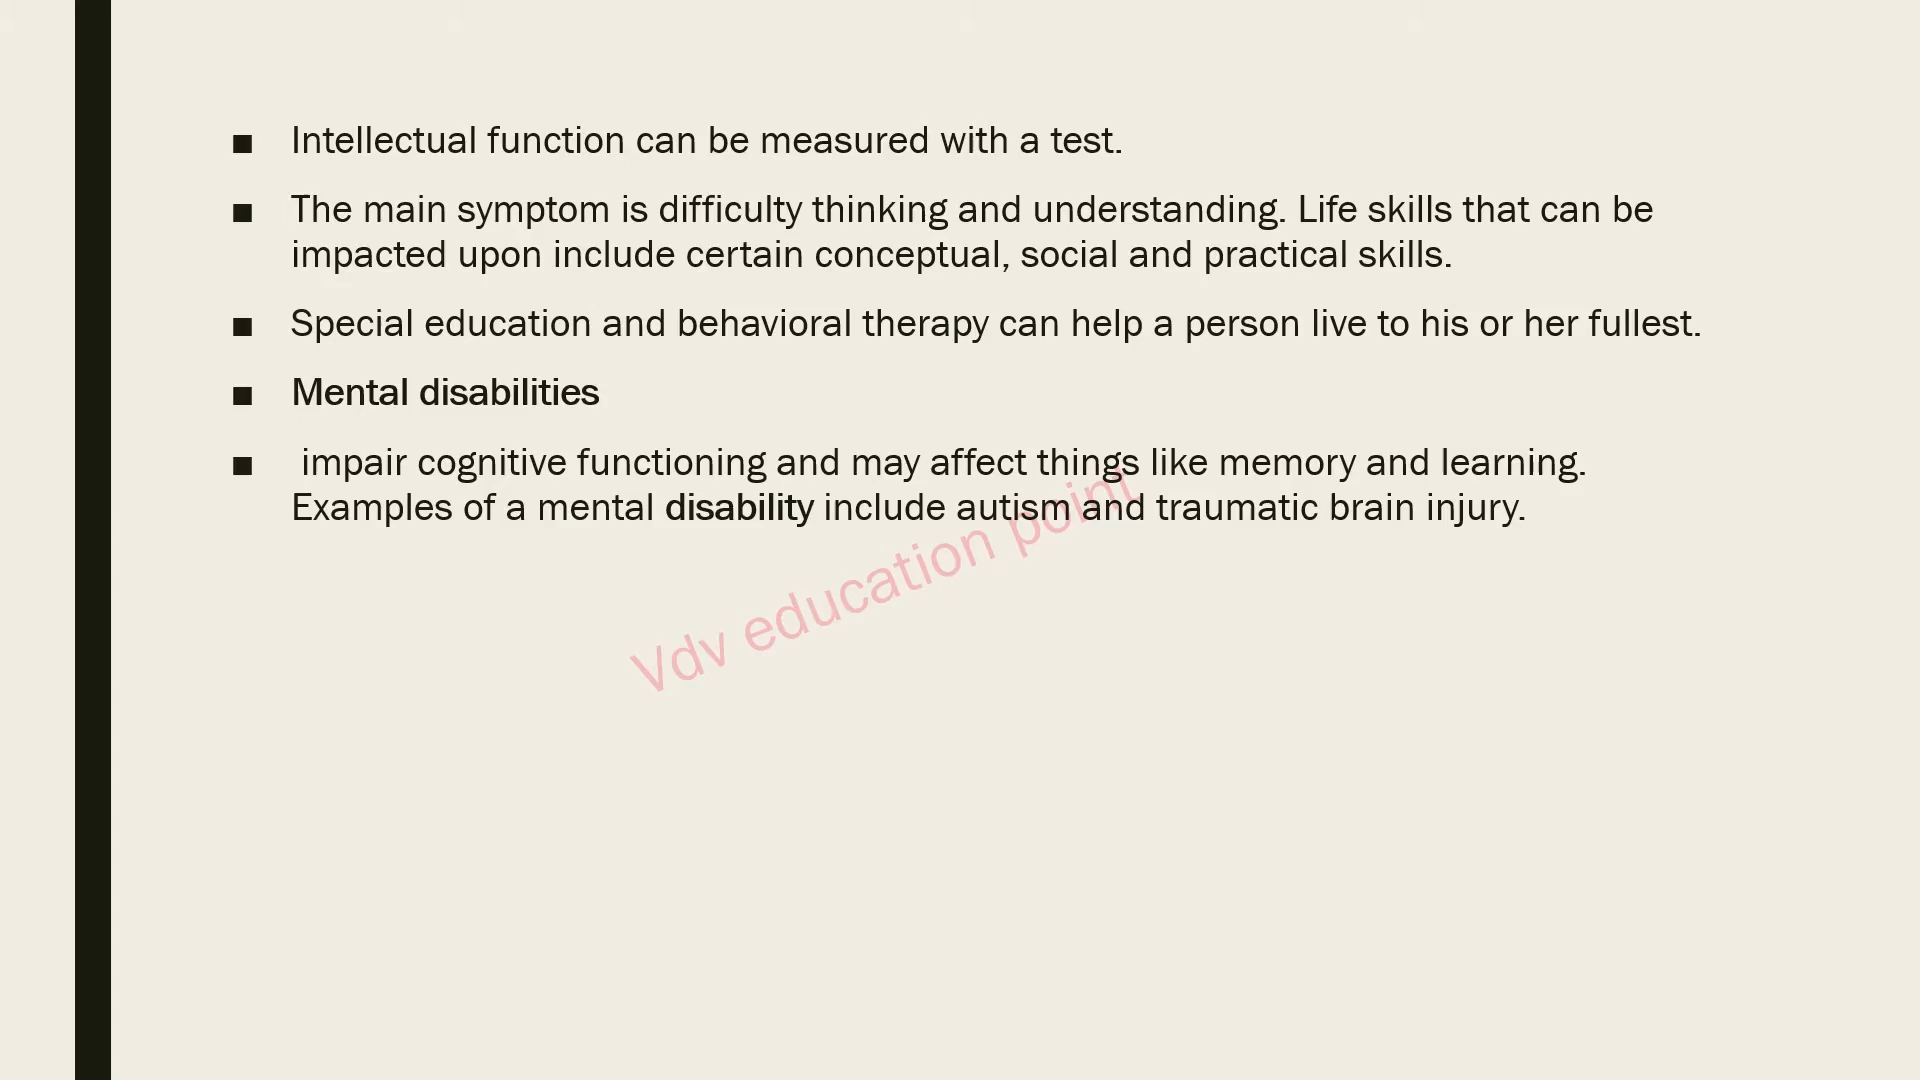 ■ Intellectual function can be measured with a test.
■ The main symptom is difficulty thinking and understanding. Life skills that can be
impacted upon include certain conceptual, social and practical skills.
■ Special education and behavioral therapy can help a person live to his or her fullest.
■ Mental disabilities
■ impair cognitive functioning and may affect things like memory and learning.
Examples of a mental disability include autism and traumatic brain injury.
Vdv education point